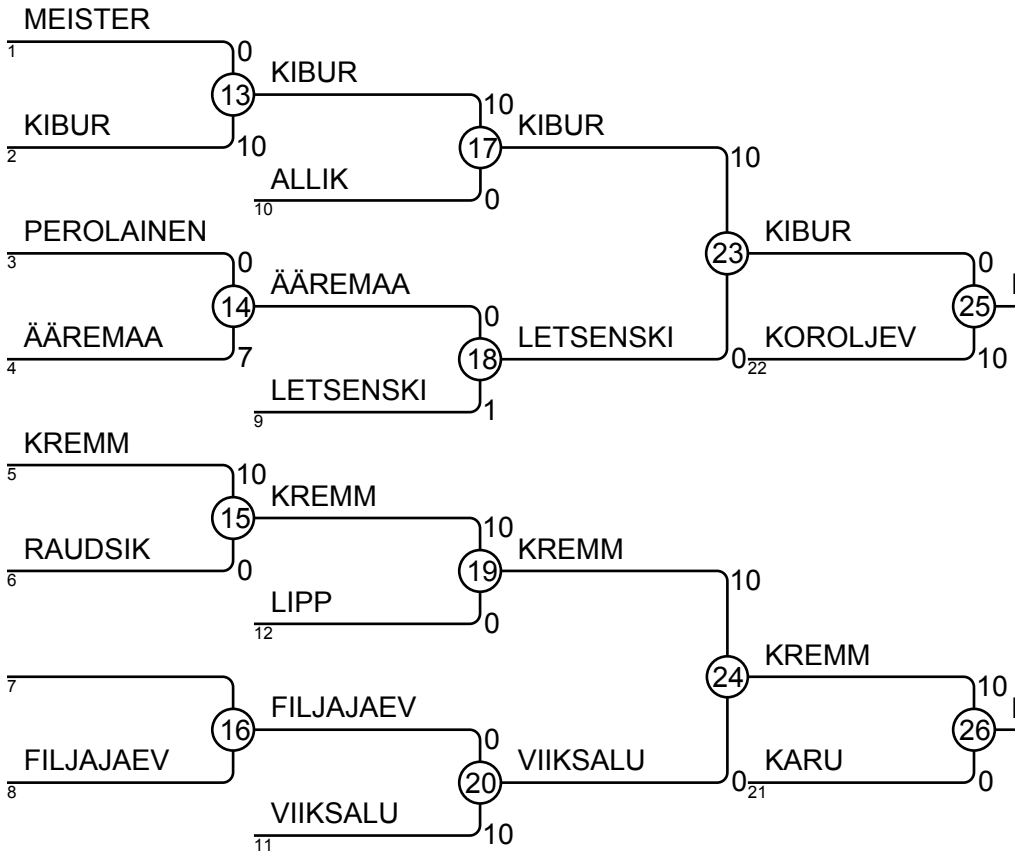 MEISTER
1
0
KIBUR
13
10
KIBUR
KIBUR
2
10
17
10
ALLIK
10
0
PEROLAINEN
3
0
23
KIBUR
ÄÄREMAA
0
14
0
25
ÄÄREMAA
4
7
LETSENSKI
18
0
KOROLJEV
22
10
LETSENSKI
9
1
KREMM
5
10
KREMM
15
10
KREMM
RAUDSIK
6
0
19
10
LIPP
12
0
KREMM
7
24
10
FILJAJAEV
16
0
26
FILJAJAEV
8
VIIKSALU
20
0
KARU
21
0
VIIKSALU
11
10